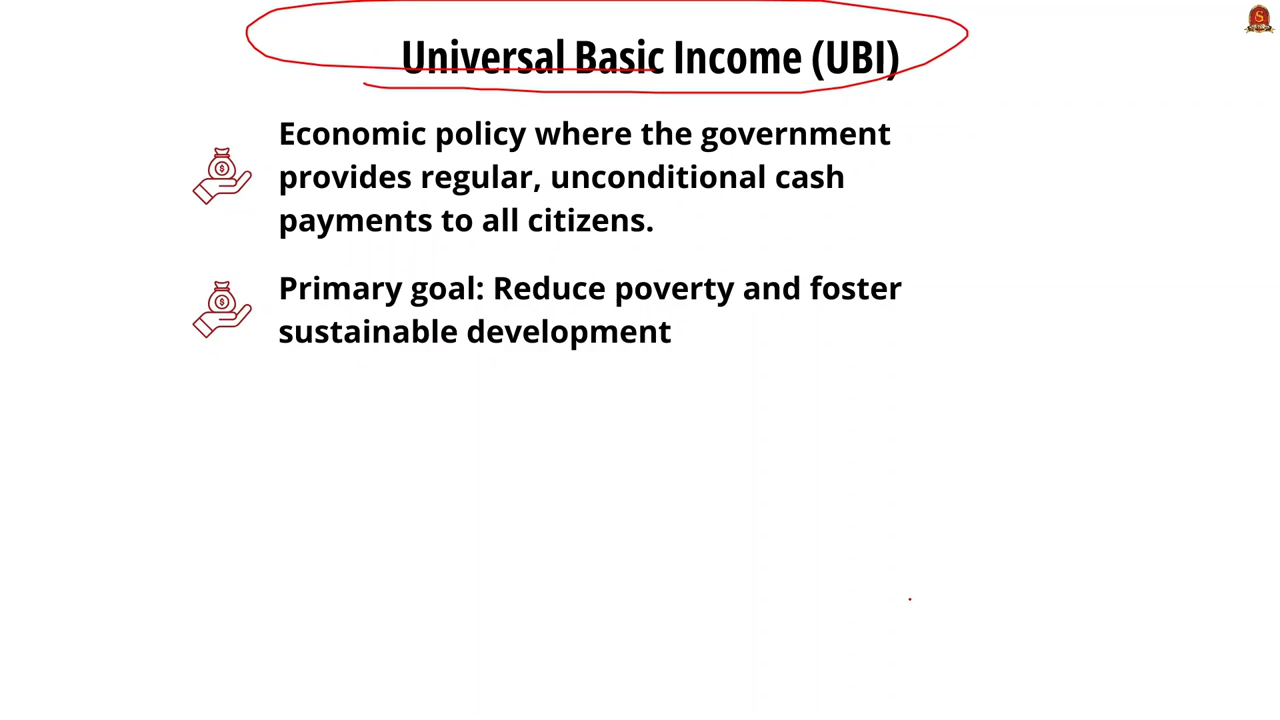 Universal Basic Income (UBI)
Economic policy where the government
provides regular, unconditional cash
payments to all citizens.
Primary goal: Reduce poverty and foster
sustainable development